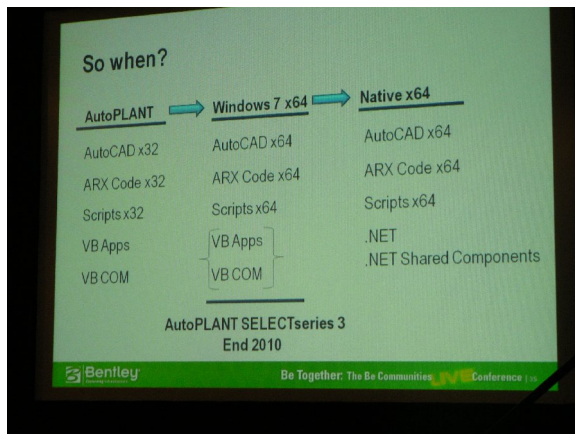 So when?
AutoPLANT
Windows 7 x64
Native x64
AutoCAD x32
AutoCAD x64
AutoCAD x64
ARX Code x32
ARX Code x64
ARX Code x64
Scripts x32
Scripts x64
Scripts x64
VB Apps
VB Apps
.NET
VB COM
VB COM
.NET Shared Components
AutoPLANT SELECTseries 3
End 2010
Bentley
Be Together: The Be Communities LIVE Conference